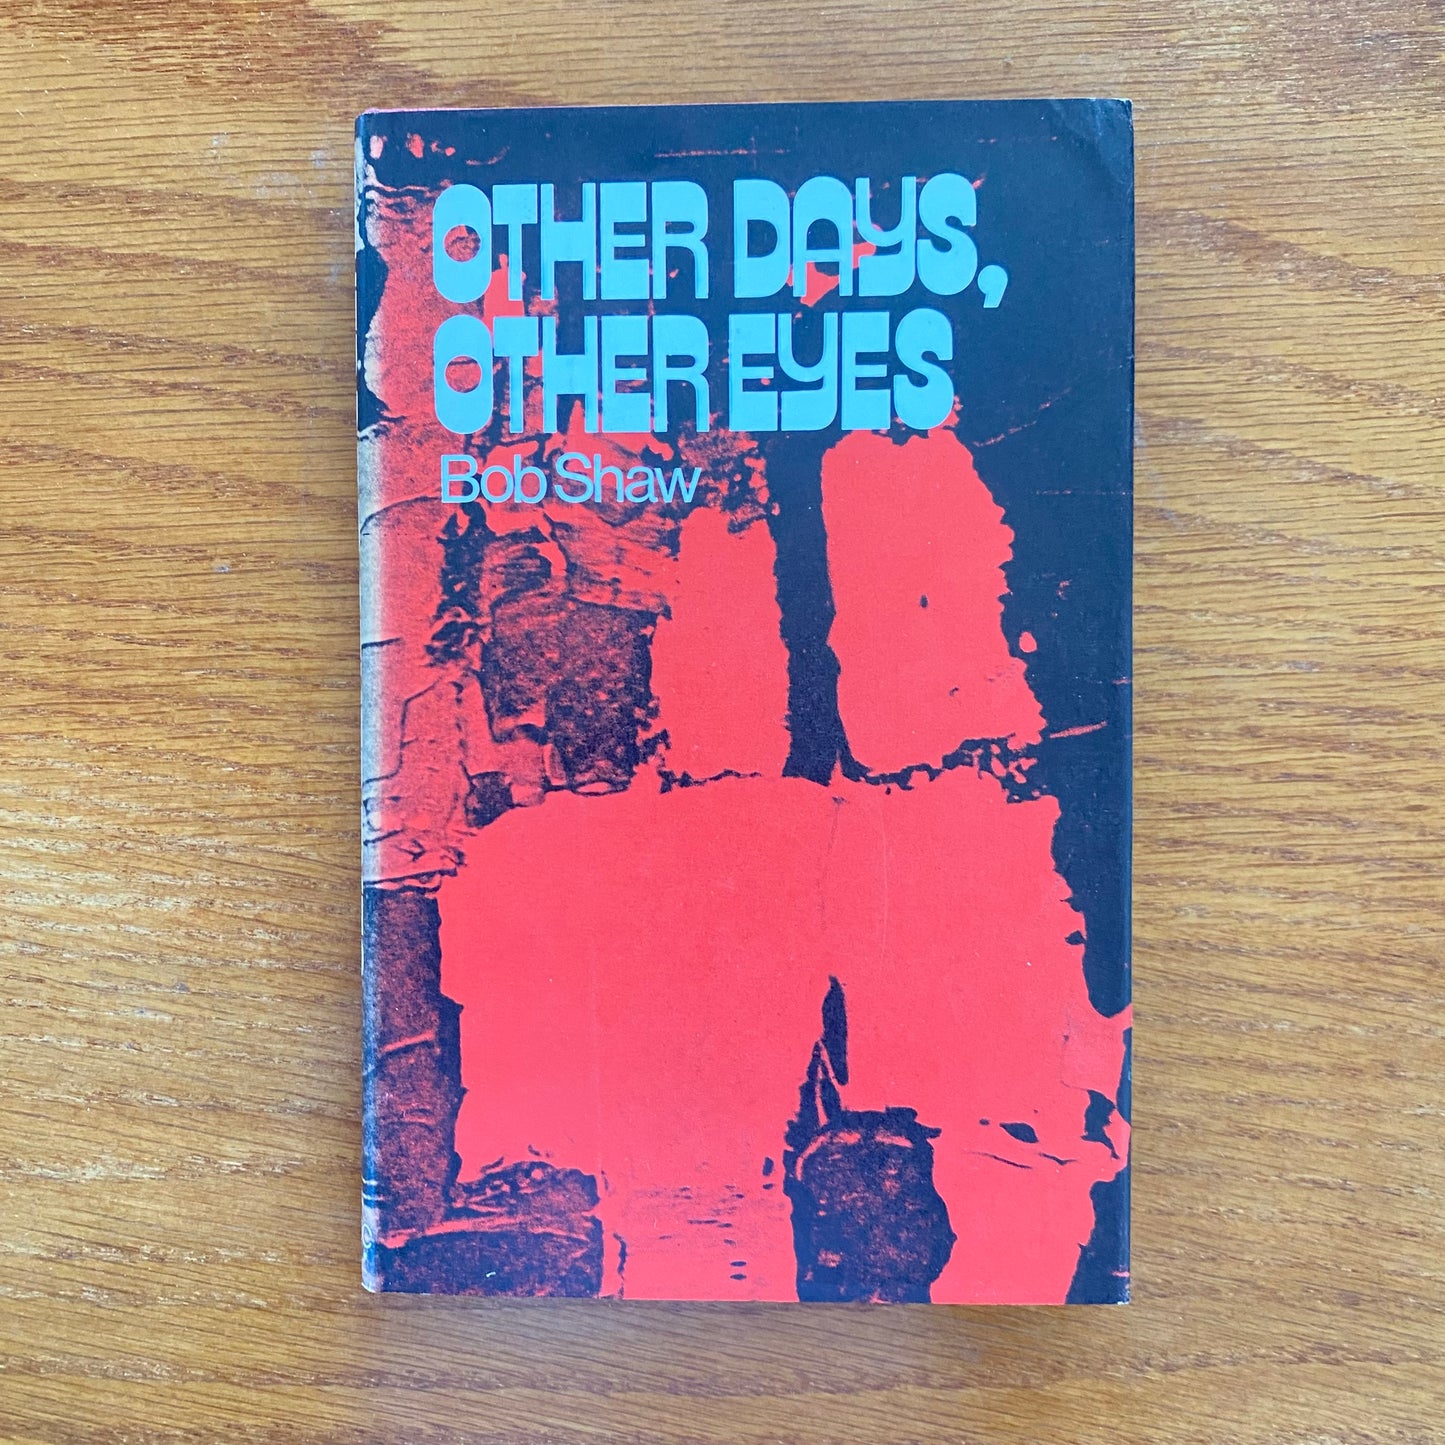 OTHER DAYS,
OTHER EYES
Bob Shaw